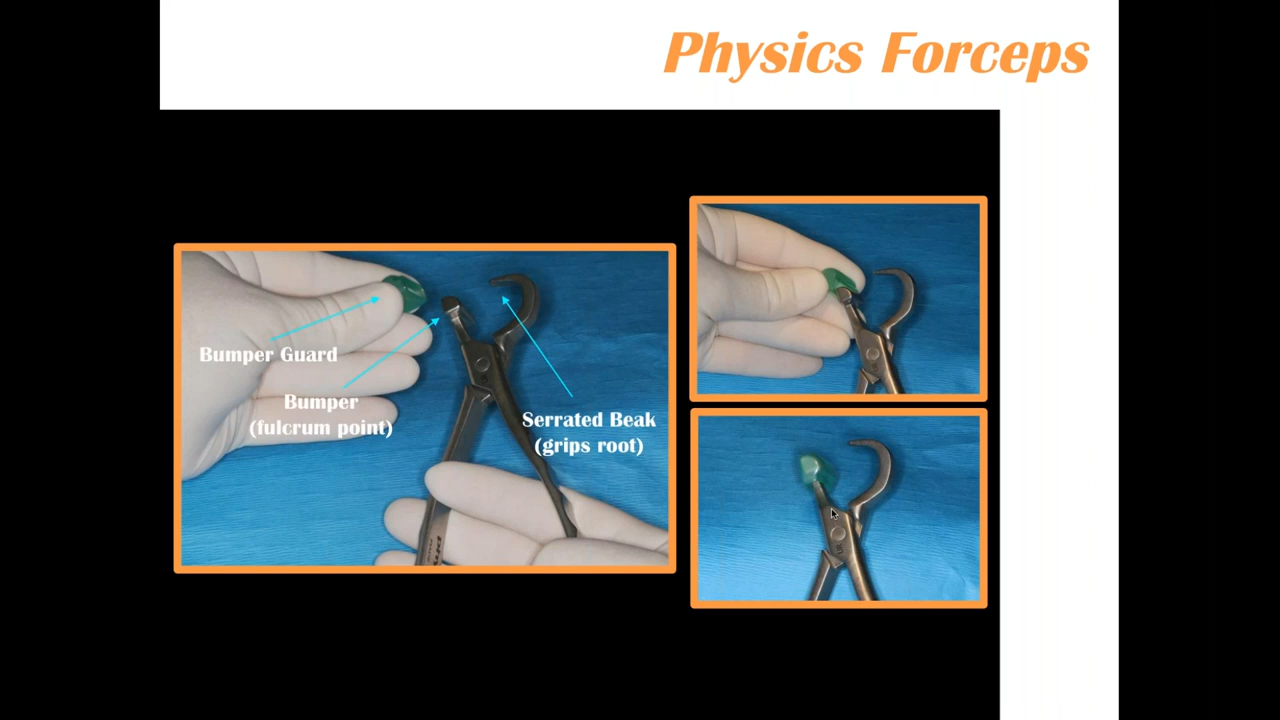 Physics Forceps
Bumper Guard
Bumper
(fulcrum point)
Serrated Beak
(grips root)